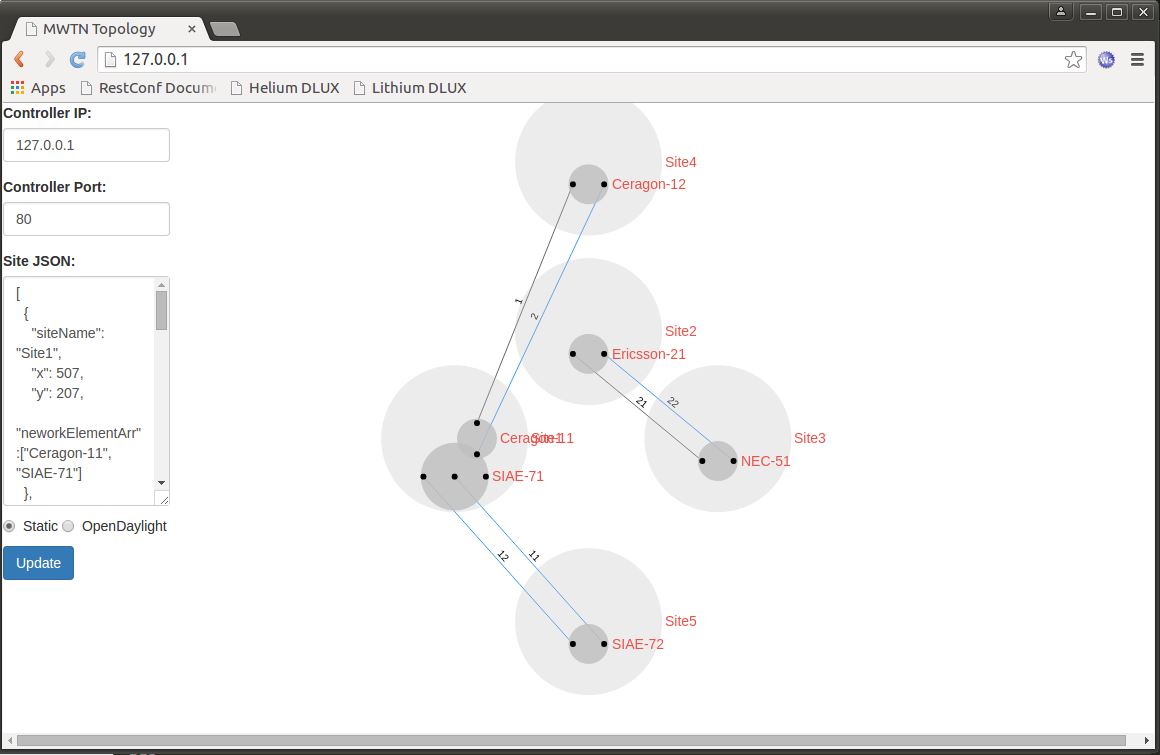 MWTN Topology
127.0.0.1
Apps RestConf Docum Helium DLUX Lithium DLUX
Controller IP:
127.0.0.1
Controller Port:
80
Site JSON:
[
{
"siteName":
"Site1",
"x": 507,
"y": 207,
"neworkElementArr"
:["Ceragon-11",
"SIAE-71"]
},
Static OpenDaylight
Update
Site4
Ceragon-12
1
2
Site2
Ericsson-21
21
22
Site3
NEC-51
Ceragon-11
Site1
SIAE-71
12
11
Site5
SIAE-72